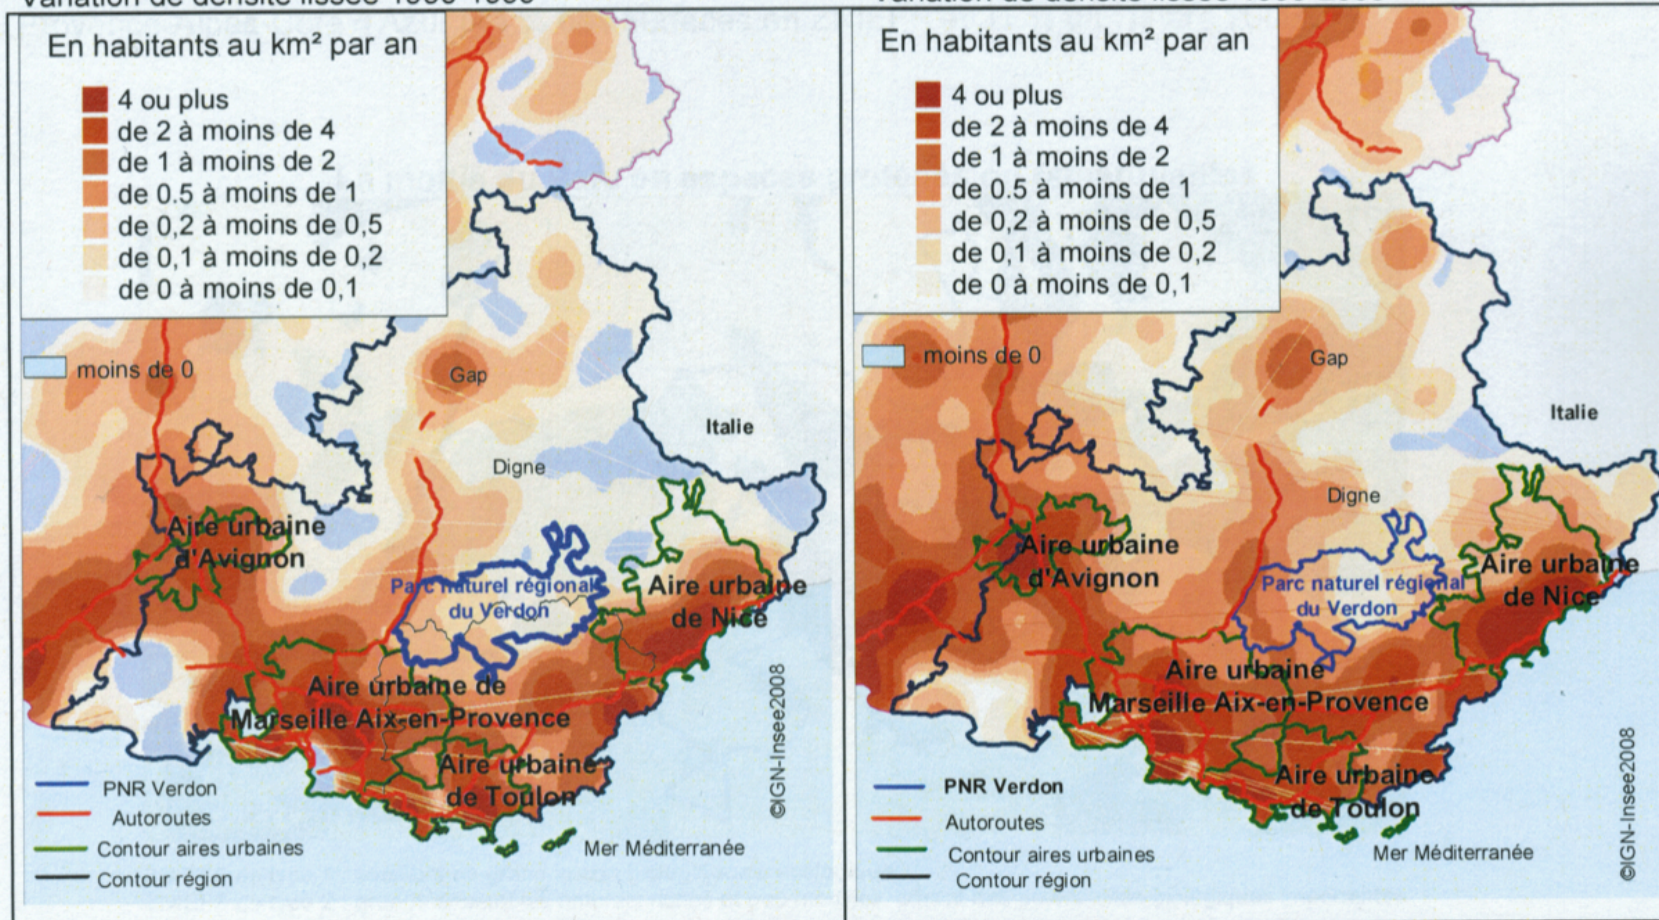 En habitants au km² par an
4 ou plus
de 2 à moins de 4
de 1 à moins de 2
de 0.5 à moins de 1
de 0,2 à moins de 0,5
de 0,1 à moins de 0,2
de 0 à moins de 0,1
moins de 0
Gap
Italie
Digne
Aire urbaine
d'Avignon
Parc naturel régional
du Verdon
Aire urbaine
de Nice
Aire urbaine de
Marseille Aix-en-Provence
Aire urbaine
de Toulon
PNR Verdon
Autoroutes
Contour aires urbaines
Contour région
Mer Méditerranée
©IGN-Insee2008
En habitants au km² par an
4 ou plus
de 2 à moins de 4
de 1 à moins de 2
de 0.5 à moins de 1
de 0,2 à moins de 0,5
de 0,1 à moins de 0,2
de 0 à moins de 0,1
moins de 0
Gap
Italie
Digne
Aire urbaine
d'Avignon
Parc naturel régional
du Verdon
Aire urbaine
de Nice
Aire urbaine
Marseille Aix-en-Provence
Aire urbaine
de Toulon
PNR Verdon
Autoroutes
Contour aires urbaines
Contour région
Mer Méditerranée
©IGN-Insee2008